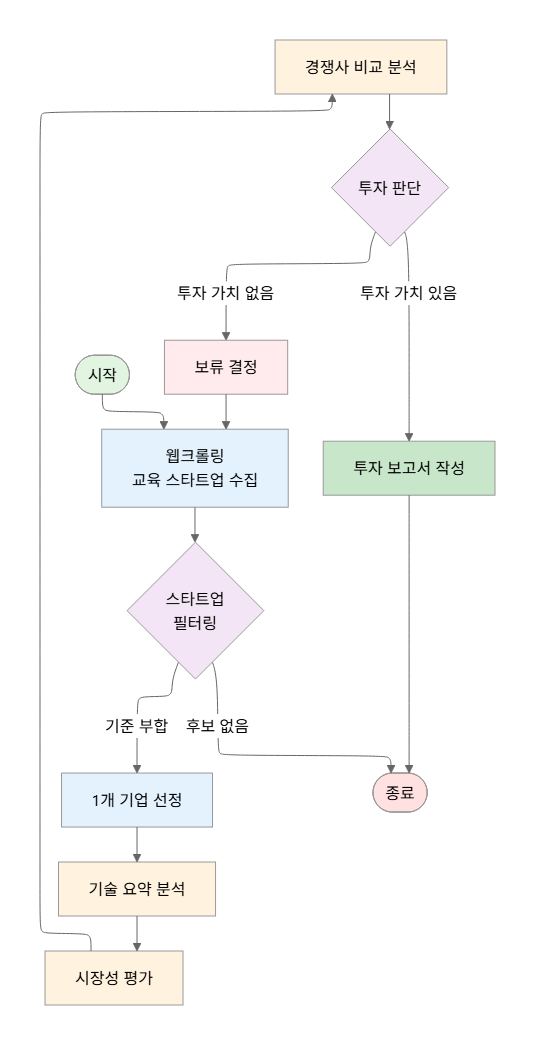 경쟁사 비교 분석
투자 판단
투자 가치 없음
투자 가치 있음
보류 결정
시작
웹크롤링
교육 스타트업 수집
투자 보고서 작성
스타트업
필터링
기준 부합
후보 없음
1개 기업 선정
종료
기술 요약 분석
시장성 평가